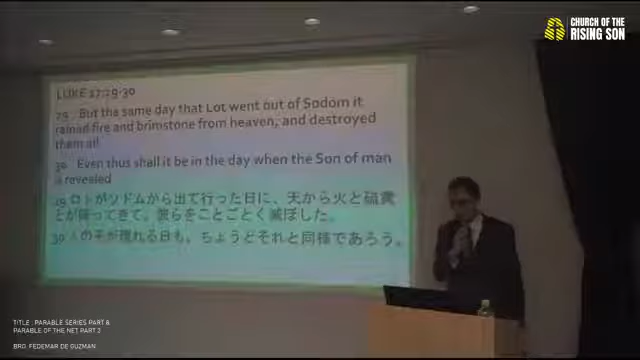 CHURCH OF THE
RISING SON
LUKE 17:29-30
29 But the same day that Lot went out of Sodom it
rained fire and brimstone from heaven, and destroyed
them all
30 Even thus shall it be in the day when the Son of man
is revealed
29 ロトがソドムから出て行った日に、天から火と硫黄
とが降ってきて、彼らをことごとく滅ぼした。
30 人の子が現れる日も、ちょうどそれと同様であろう。
TITLE : PARABLE SERIES PART 8
PARABLE OF THE NET PART 2
BRO. FEDEMAR DE GUZMAN